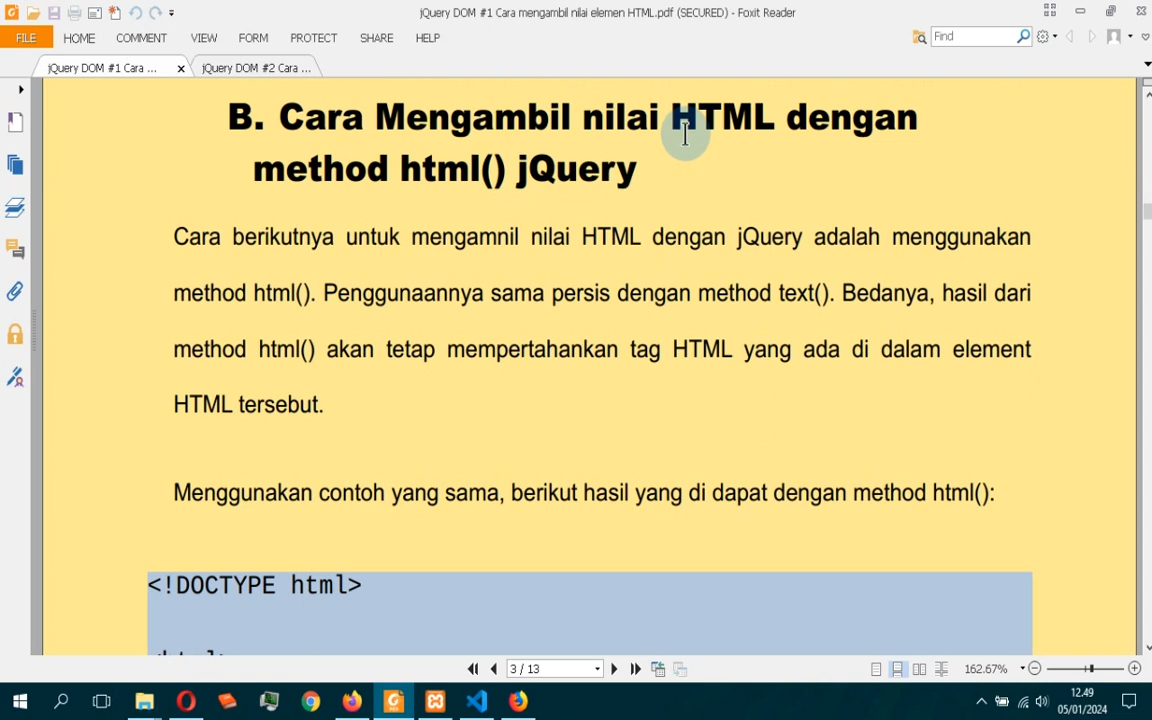 jQuery DOM #1 Cara mengambil nilai elemen HTML.pdf (SECURED) - Foxit Reader
FILE HOME COMMENT VIEW FORM PROTECT SHARE HELP
Find
jQuery DOM #1 Cara ... jQuery DOM #2 Cara ...
B. Cara Mengambil nilai HTML dengan
method html() jQuery
Cara berikutnya untuk mengamnil nilai HTML dengan jQuery adalah menggunakan
method html(). Penggunaannya sama persis dengan method text(). Bedanya, hasil dari
method html() akan tetap mempertahankan tag HTML yang ada di dalam element
HTML tersebut.
Menggunakan contoh yang sama, berikut hasil yang di dapat dengan method html():
<!DOCTYPE html>
3 / 13
162.67%
12.49
05/01/2024